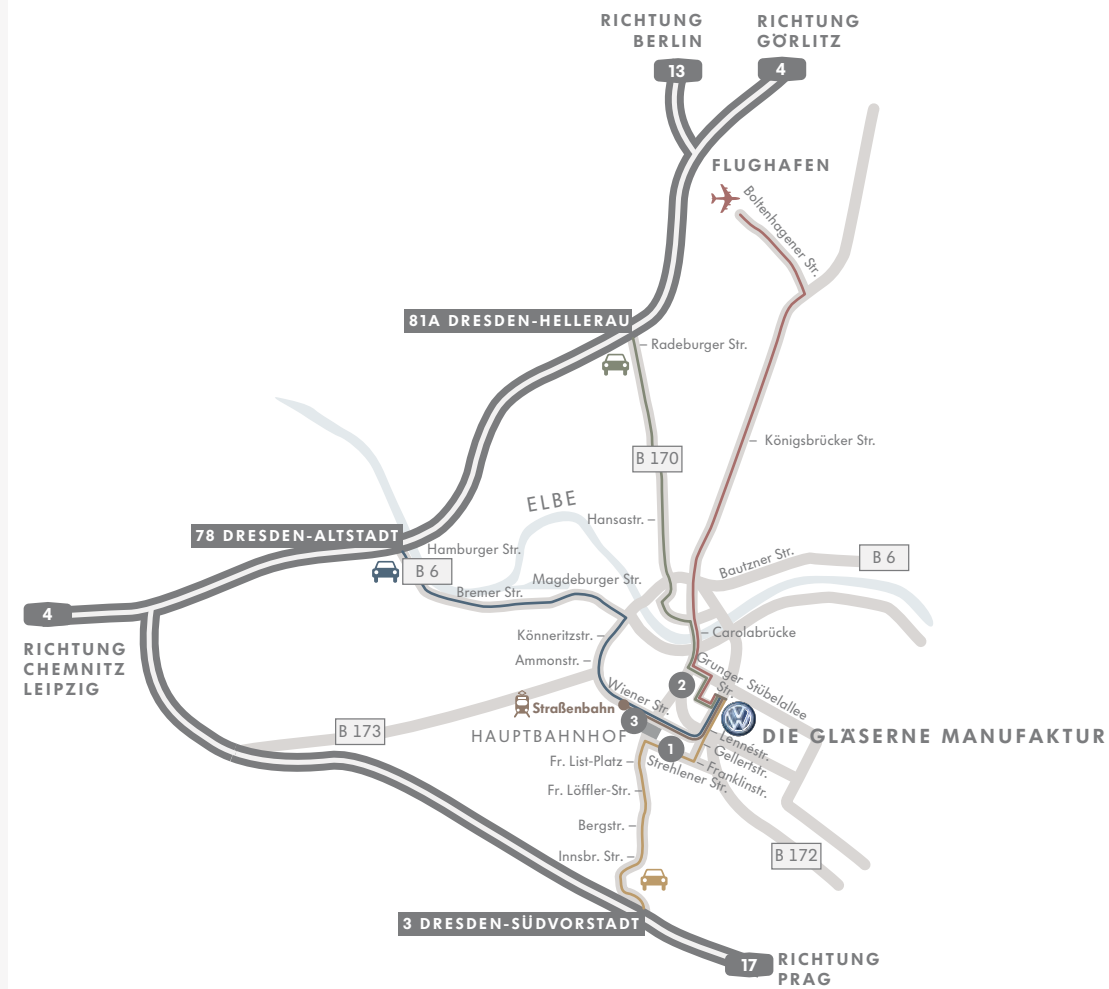 RICHTUNG
BERLIN
RICHTUNG
GÖRLITZ
13
4
FLUGHAFEN
Boltenhagener Str.
81A DRESDEN-HELLERAU
Radeburger Str.
Königsbrücker Str.
B 170
ELBE
Hansastr.
78 DRESDEN-ALTSTADT
Hamburger Str.
B 6
Bautzner Str.
B 6
Magdeburger Str.
Bremer Str.
4
RICHTUNG
CHEMNITZ
LEIPZIG
Könneritzstr.
Carolabrücke
Ammonstr.
Grunger Stübelallee
Str.
2
Wiener Str.
Straßenbahn
3
B 173
HAUPTBAHNHOF
DIE GLÄSERNE MANUFAKTUR
Lennéstr.
1
Gellertstr.
Fr. List-Platz
Strehlener Str.
Franklinstr.
Fr. Löffler-Str.
Bergstr.
Innsbr. Str.
B 172
3 DRESDEN-SÜDVORSTADT
17
RICHTUNG
PRAG